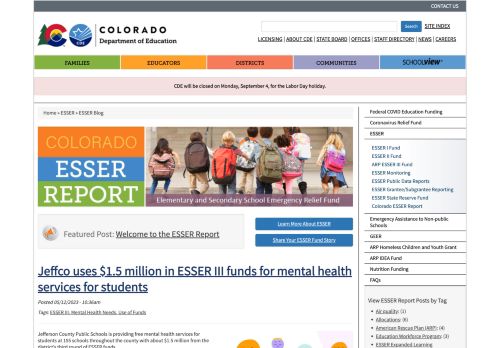 CONTACT US
COLORADO
Department of Education
CDE
Search
SITE INDEX
LICENSING | ABOUT CDE | STATE BOARD | OFFICES | STAFF DIRECTORY | NEWS | CAREERS
FAMILIES
EDUCATORS
DISTRICTS
COMMUNITIES
SCHOOLVIEW
CDE will be closed on Monday, September 4, for the Labor Day holiday.
Home » ESSER » ESSER Blog
COLORADO
ESSER
REPORT
Elementary and Secondary School Emergency Relief Fund
Featured Post: Welcome to the ESSER Report
Learn More About ESSER
Share Your ESSER Fund Story
Jeffco uses $1.5 million in ESSER III funds for mental health
services for students
Posted 05/12/2023 - 10:36am
Tags: ESSER III, Mental Health Needs, Use of Funds
Jefferson County Public Schools is providing free mental health services for
students at 155 schools throughout the county with about $1.5 million from the
district's third round of ESSER funds.
Federal COVID Education Funding
Coronavirus Relief Fund
ESSER
ESSER I Fund
ESSER II Fund
ARP ESSER III Fund
ESSER Monitoring
ESSER Public Data Reports
ESSER Grantee/Subgrantee Reporting
ESSER State Reserve Fund
Colorado ESSER Report
Emergency Assistance to Non-public
Schools
GEER
ARP Homeless Children and Youth Grant
ARP IDEA Fund
Nutrition Funding
FAQs
View ESSER Report Posts by Tag
Air quality: (1)
Allocations: (6)
American Rescue Plan (ARP): (4)
Education Workforce Program: (3)
ESSER Expanded Learning